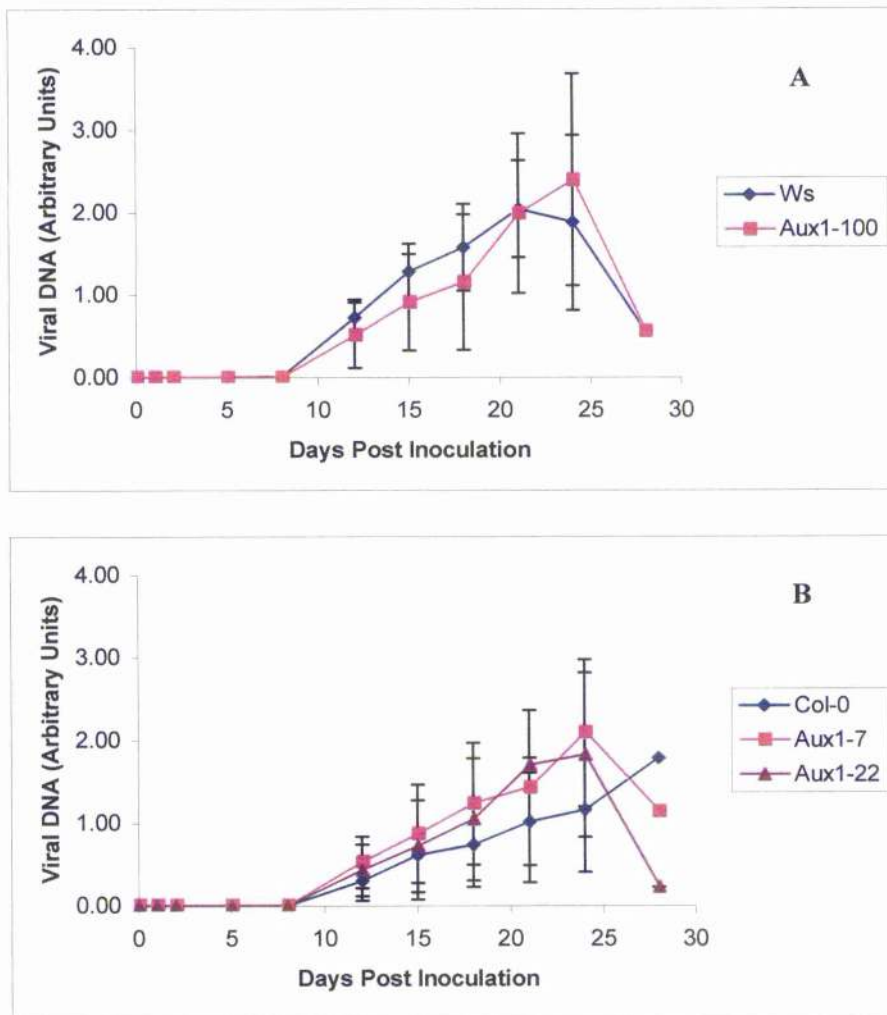 4.00
A
3.00
2.00
1.00
0.00
Viral DNA (Arbitrary Units)
0 5 10 15 20 25 30
Days Post Inoculation
Ws
Aux1-100
4.00
B
3.00
2.00
1.00
0.00
Viral DNA (Arbitrary Units)
0 5 10 15 20 25 30
Days Post Inoculation
Col-0
Aux1-7
Aux1-22